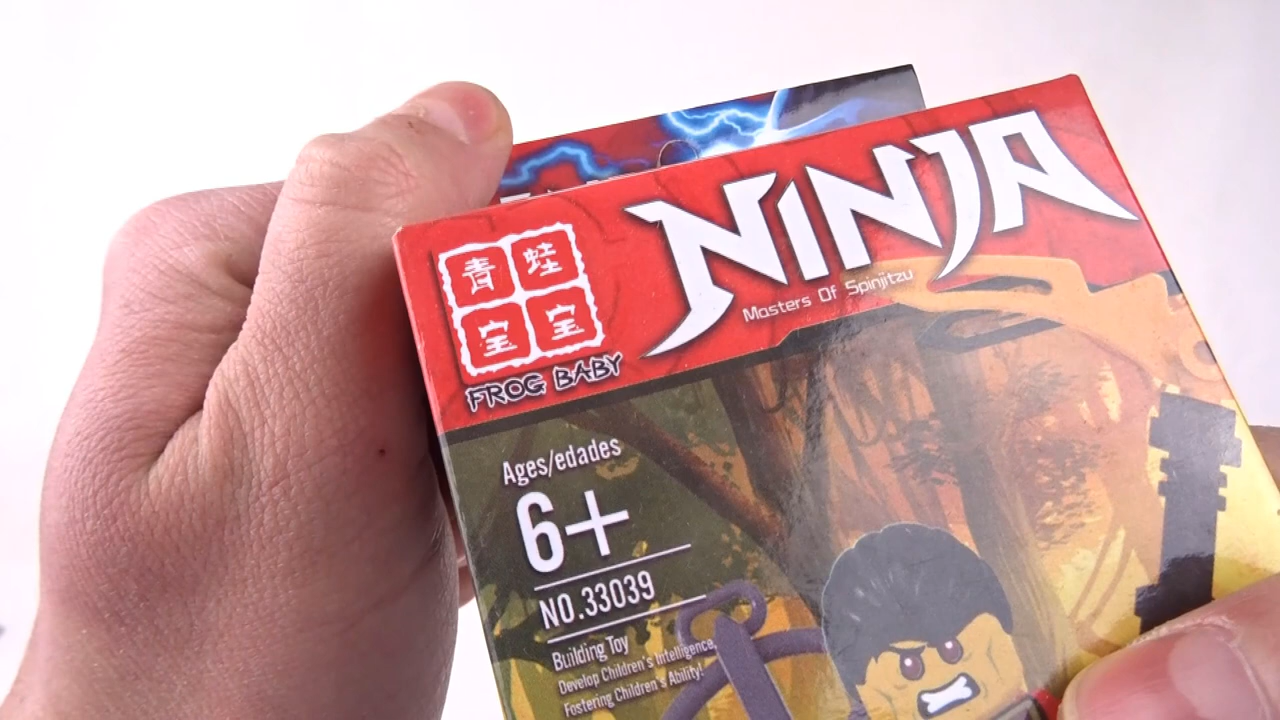 青蛙
宝宝
FROG BABY
NINJA
Masters Of Spinjitzu
Ages/edades
6+
NO.33039
Building Toy
Develop Children's Intelligence,
Fostering Children's Ability!